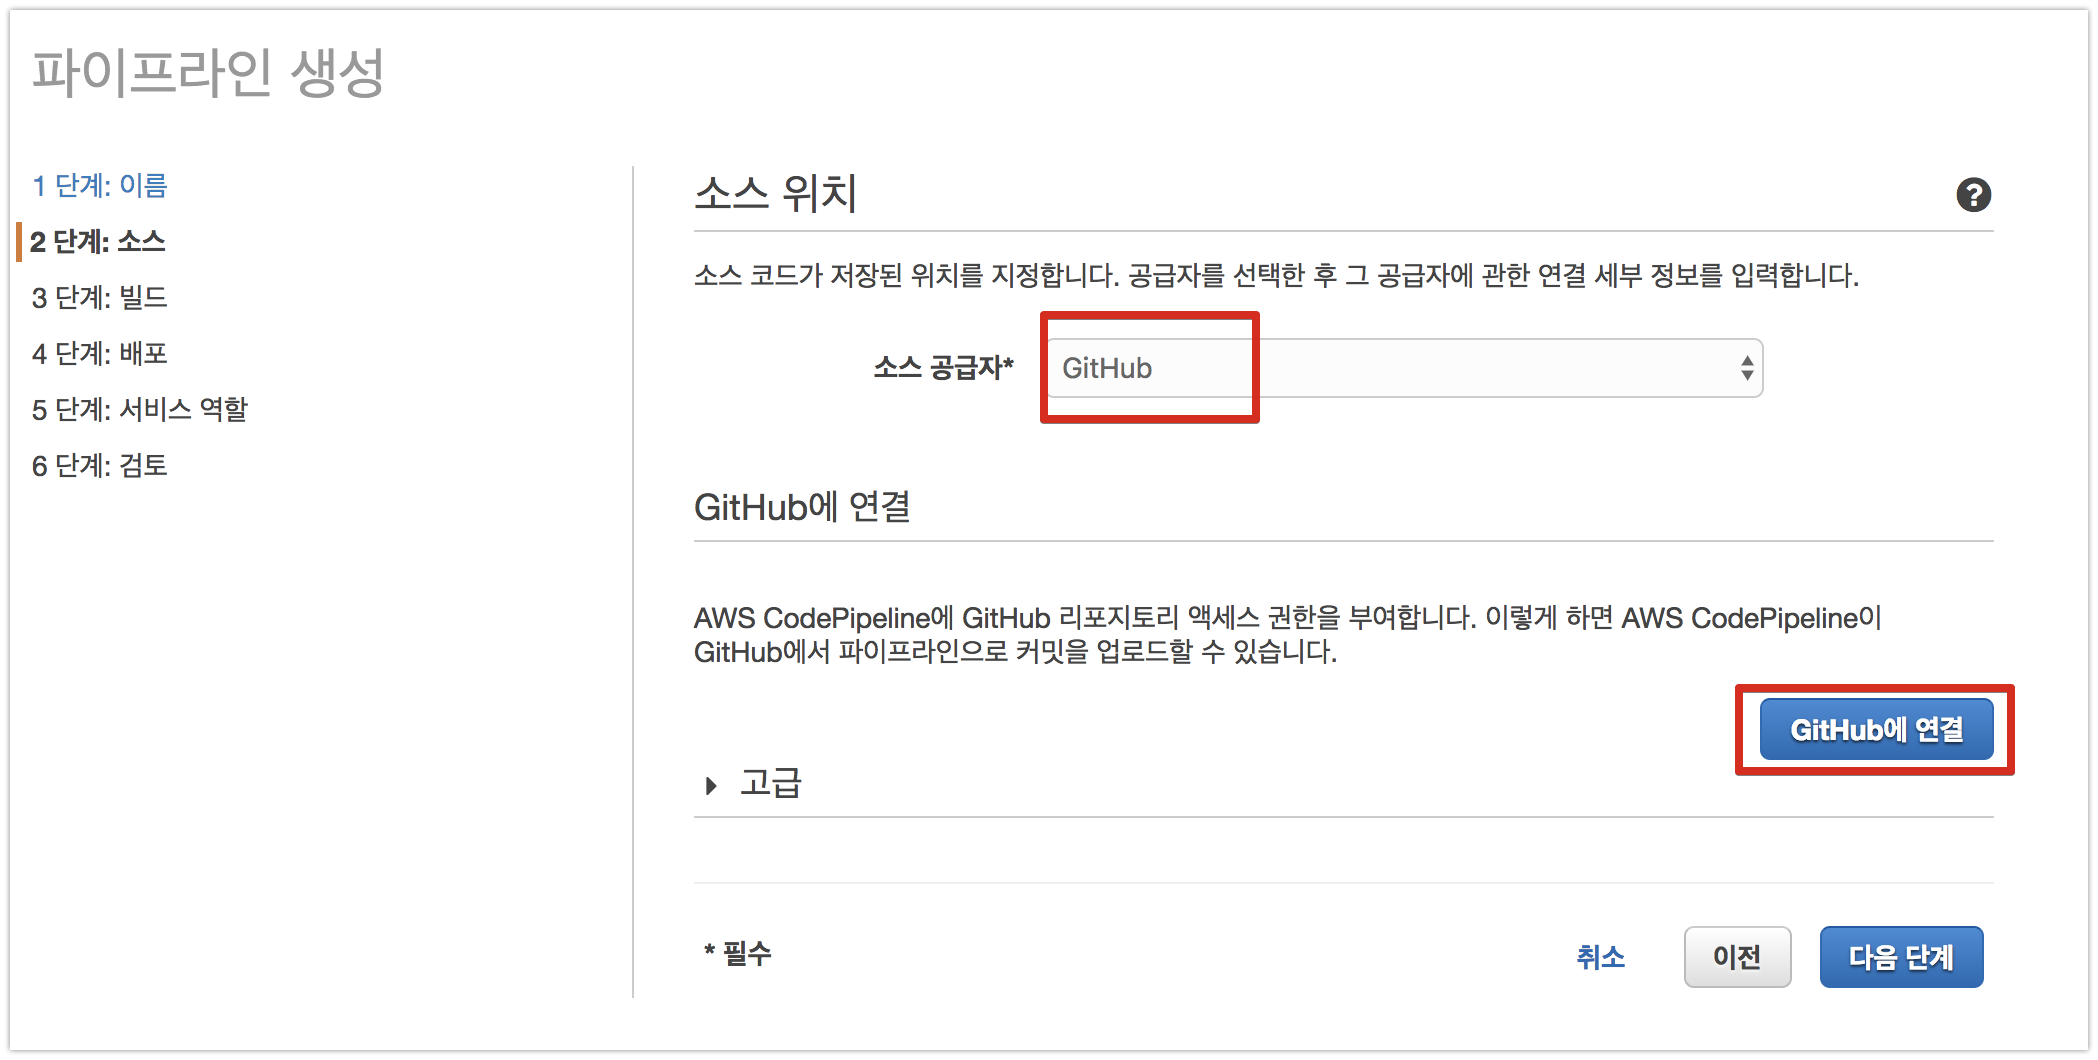 파이프라인 생성
1 단계: 이름
2 단계: 소스
3 단계: 빌드
4 단계: 배포
5 단계: 서비스 역할
6 단계: 검토
소스 위치
?
소스 코드가 저장된 위치를 지정합니다. 공급자를 선택한 후 그 공급자에 관한 연결 세부 정보를 입력합니다.
소스 공급자* GitHub
GitHub에 연결
AWS CodePipeline에 GitHub 리포지토리 액세스 권한을 부여합니다. 이렇게 하면 AWS CodePipeline이
GitHub에서 파이프라인으로 커밋을 업로드할 수 있습니다.
GitHub에 연결
고급
* 필수
취소 이전 다음 단계